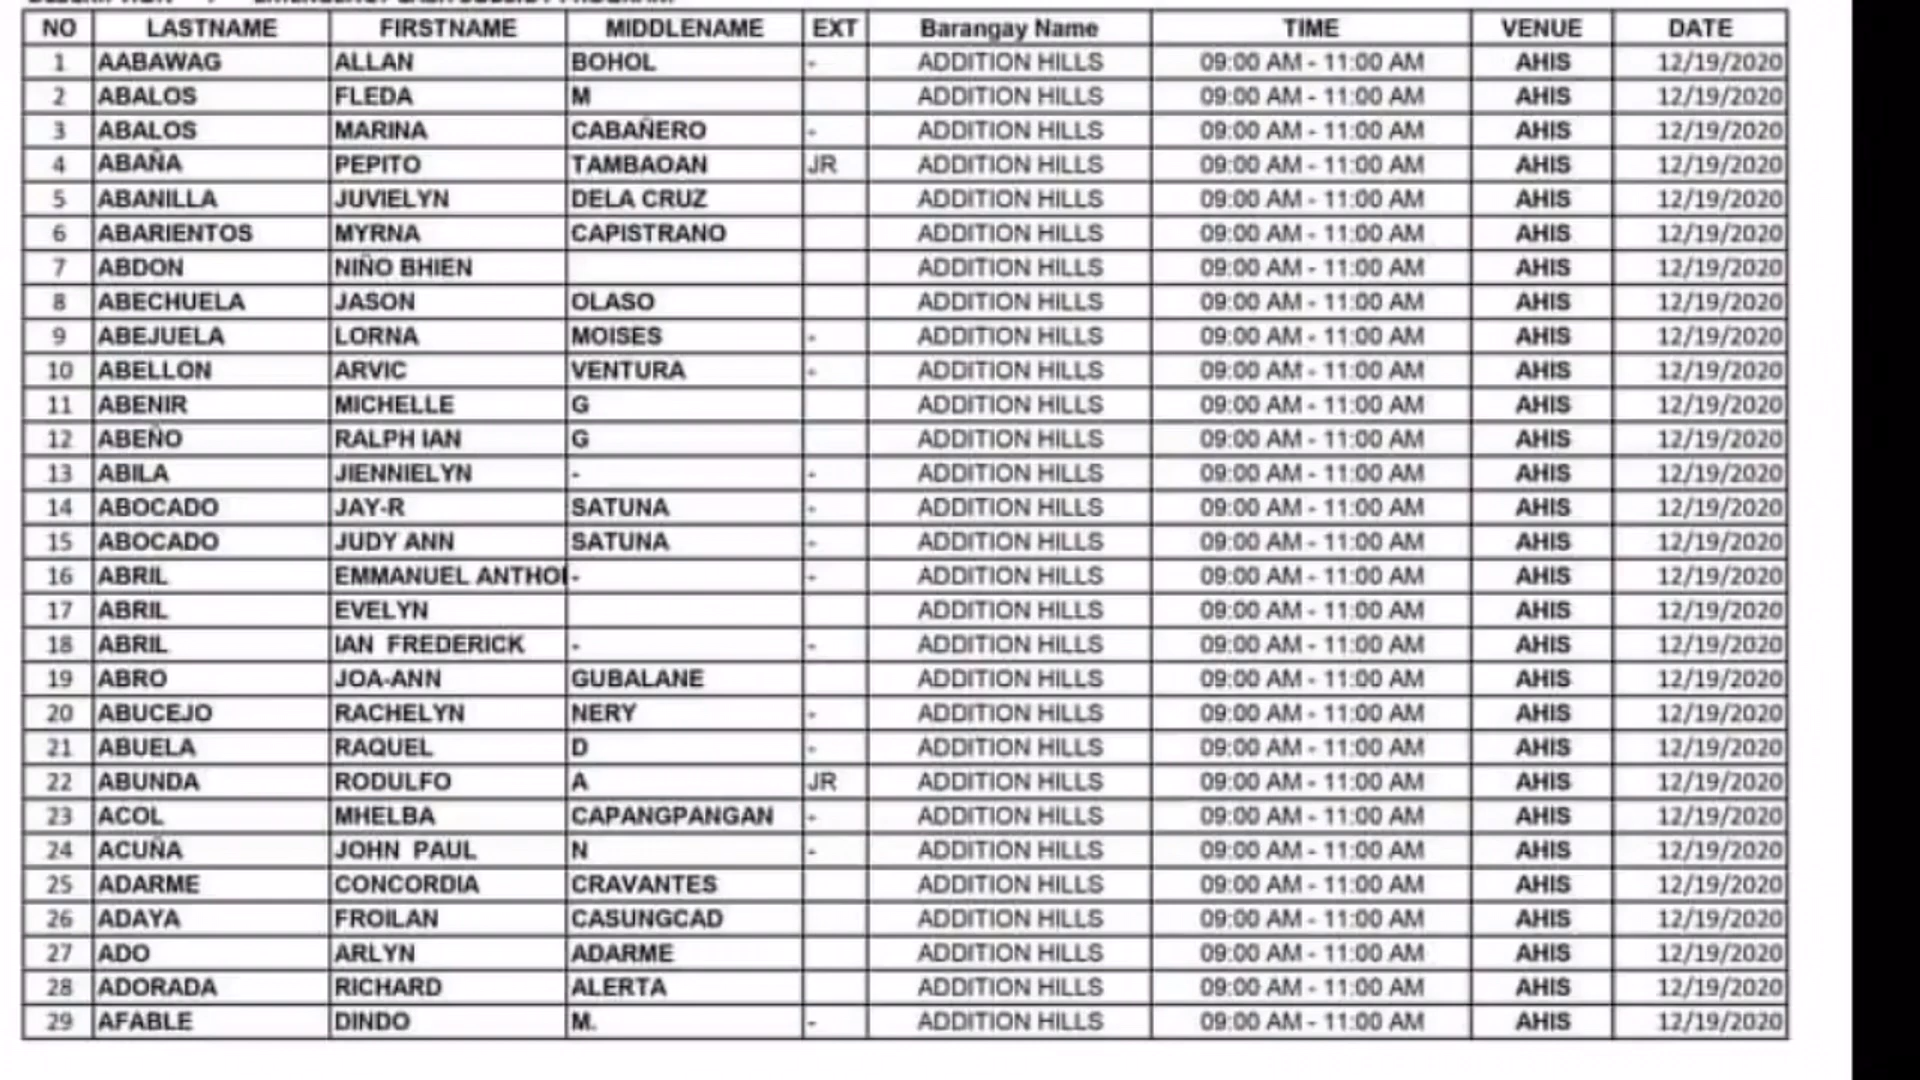 NO LASTNAME FIRSTNAME MIDDLENAME EXT Barangay Name TIME VENUE DATE
1 AABAWAG ALLAN BOHOL - ADDITION HILLS 09:00 AM - 11:00 AM AHIS 12/19/2020
2 ABALOS FLEDA M ADDITION HILLS 09:00 AM - 11:00 AM AHIS 12/19/2020
3 ABALOS MARINA CABAÑERO - ADDITION HILLS 09:00 AM - 11:00 AM AHIS 12/19/2020
4 ABAÑA PEPITO TAMBAOAN JR ADDITION HILLS 09:00 AM - 11:00 AM AHIS 12/19/2020
5 ABANILLA JUVIELYN DELA CRUZ ADDITION HILLS 09:00 AM - 11:00 AM AHIS 12/19/2020
6 ABARIENTOS MYRNA CAPISTRANO ADDITION HILLS 09:00 AM - 11:00 AM AHIS 12/19/2020
7 ABDON NIÑO BHIEN ADDITION HILLS 09:00 AM - 11:00 AM AHIS 12/19/2020
8 ABECHUELA JASON OLASO ADDITION HILLS 09:00 AM - 11:00 AM AHIS 12/19/2020
9 ABEJUELA LORNA MOISES - ADDITION HILLS 09:00 AM - 11:00 AM AHIS 12/19/2020
10 ABELLON ARVIC VENTURA - ADDITION HILLS 09:00 AM - 11:00 AM AHIS 12/19/2020
11 ABENIR MICHELLE G ADDITION HILLS 09:00 AM - 11:00 AM AHIS 12/19/2020
12 ABEÑO RALPH IAN G ADDITION HILLS 09:00 AM - 11:00 AM AHIS 12/19/2020
13 ABILA JIENNIELYN - - ADDITION HILLS 09:00 AM - 11:00 AM AHIS 12/19/2020
14 ABOCADO JAY-R SATUNA - ADDITION HILLS 09:00 AM - 11:00 AM AHIS 12/19/2020
15 ABOCADO JUDY ANN SATUNA - ADDITION HILLS 09:00 AM - 11:00 AM AHIS 12/19/2020
16 ABRIL EMMANUEL ANTHO - - ADDITION HILLS 09:00 AM - 11:00 AM AHIS 12/19/2020
17 ABRIL EVELYN ADDITION HILLS 09:00 AM - 11:00 AM AHIS 12/19/2020
18 ABRIL IAN FREDERICK - - ADDITION HILLS 09:00 AM - 11:00 AM AHIS 12/19/2020
19 ABRO JOA-ANN GUBALANE ADDITION HILLS 09:00 AM - 11:00 AM AHIS 12/19/2020
20 ABUCEJO RACHELYN NERY - ADDITION HILLS 09:00 AM - 11:00 AM AHIS 12/19/2020
21 ABUELA RAQUEL D - ADDITION HILLS 09:00 AM - 11:00 AM AHIS 12/19/2020
22 ABUNDA RODULFO A JR ADDITION HILLS 09:00 AM - 11:00 AM AHIS 12/19/2020
23 ACOL MHELBA CAPANGPANGAN - ADDITION HILLS 09:00 AM - 11:00 AM AHIS 12/19/2020
24 ACUÑA JOHN PAUL N - ADDITION HILLS 09:00 AM - 11:00 AM AHIS 12/19/2020
25 ADARME CONCORDIA CRAVANTES ADDITION HILLS 09:00 AM - 11:00 AM AHIS 12/19/2020
26 ADAYA FROILAN CASUNGCAD ADDITION HILLS 09:00 AM - 11:00 AM AHIS 12/19/2020
27 ADO ARLYN ADARME ADDITION HILLS 09:00 AM - 11:00 AM AHIS 12/19/2020
28 ADORADA RICHARD ALERTA ADDITION HILLS 09:00 AM - 11:00 AM AHIS 12/19/2020
29 AFABLE DINDO M. - ADDITION HILLS 09:00 AM - 11:00 AM AHIS 12/19/2020